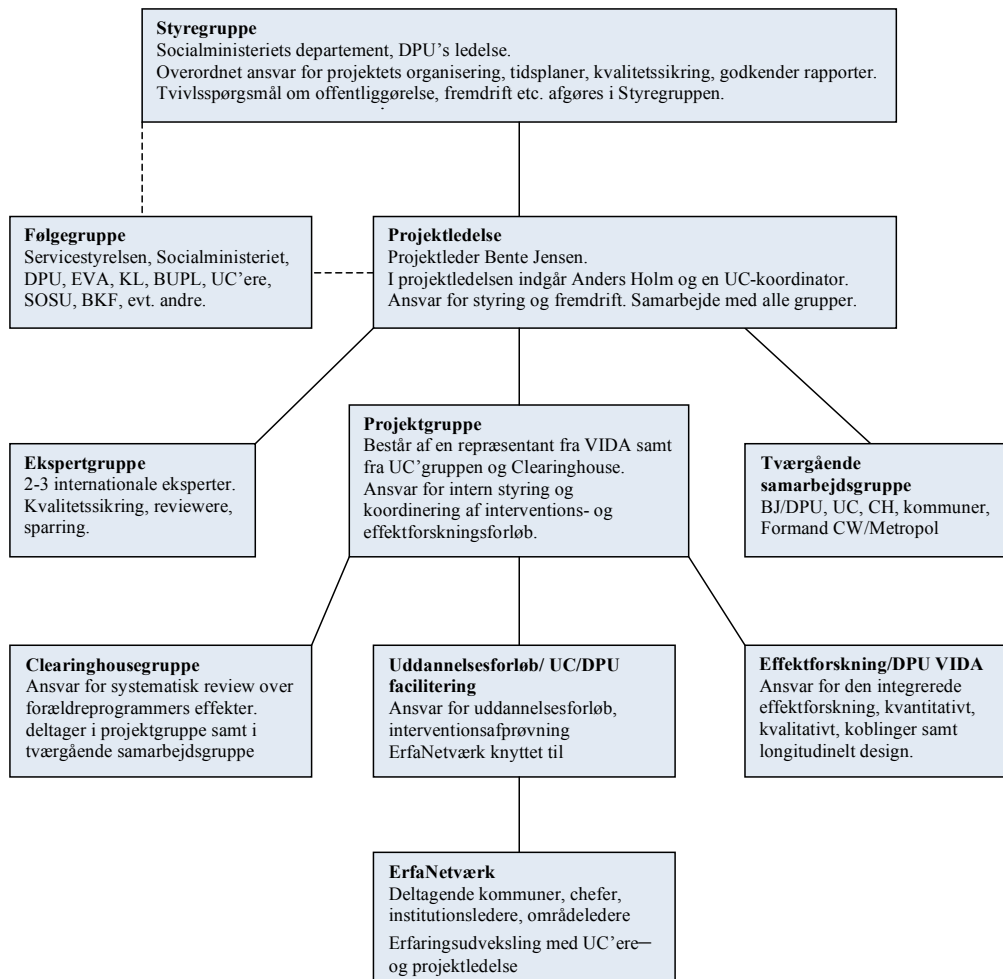 Styregruppe
Socialministeriets departement, DPU's ledelse.
Overordnet ansvar for projektets organisering, tidsplaner, kvalitetssikring, godkender rapporter.
Tvivlsspørgsmål om offentliggørelse, fremdrift etc. afgøres i Styregruppen.
Følgegruppe
Servicestyrelsen, Socialministeriet,
DPU, EVA, KL, BUPL, UC'ere,
SOSU, BKF, evt. andre.
Projektledelse
Projektleder Bente Jensen.
I projektledelsen indgår Anders Holm og en UC-koordinator.
Ansvar for styring og fremdrift. Samarbejde med alle grupper.
Ekspertgruppe
2-3 internationale eksperter.
Kvalitetssikring, reviewere,
sparring.
Projektgruppe
Består af en repræsentant fra VIDA samt
fra UC'gruppen og Clearinghouse.
Ansvar for intern styring og
koordinering af interventions- og
effektforskningsforløb.
Tværgående
samarbejdsgruppe
BJ/DPU, UC, CH, kommuner,
Formand CW/Metropol
Clearinghousegruppe
Ansvar for systematisk review over
forældreprogrammers effekter.
deltager i projektgruppe samt i
tværgående samarbejdsgruppe
Uddannelsesforløb/ UC/DPU
facilitering
Ansvar for uddannelsesforløb,
interventionsafprøvning
ErfaNetværk knyttet til
Effektforskning/DPU VIDA
Ansvar for den integrerede
effektforskning, kvantitativt,
kvalitativt, koblinger samt
longitudinelt design.
ErfaNetværk
Deltagende kommuner, chefer,
institutionsledere, områdeledere
Erfaringsudveksling med UC'ere—
og projektledelse